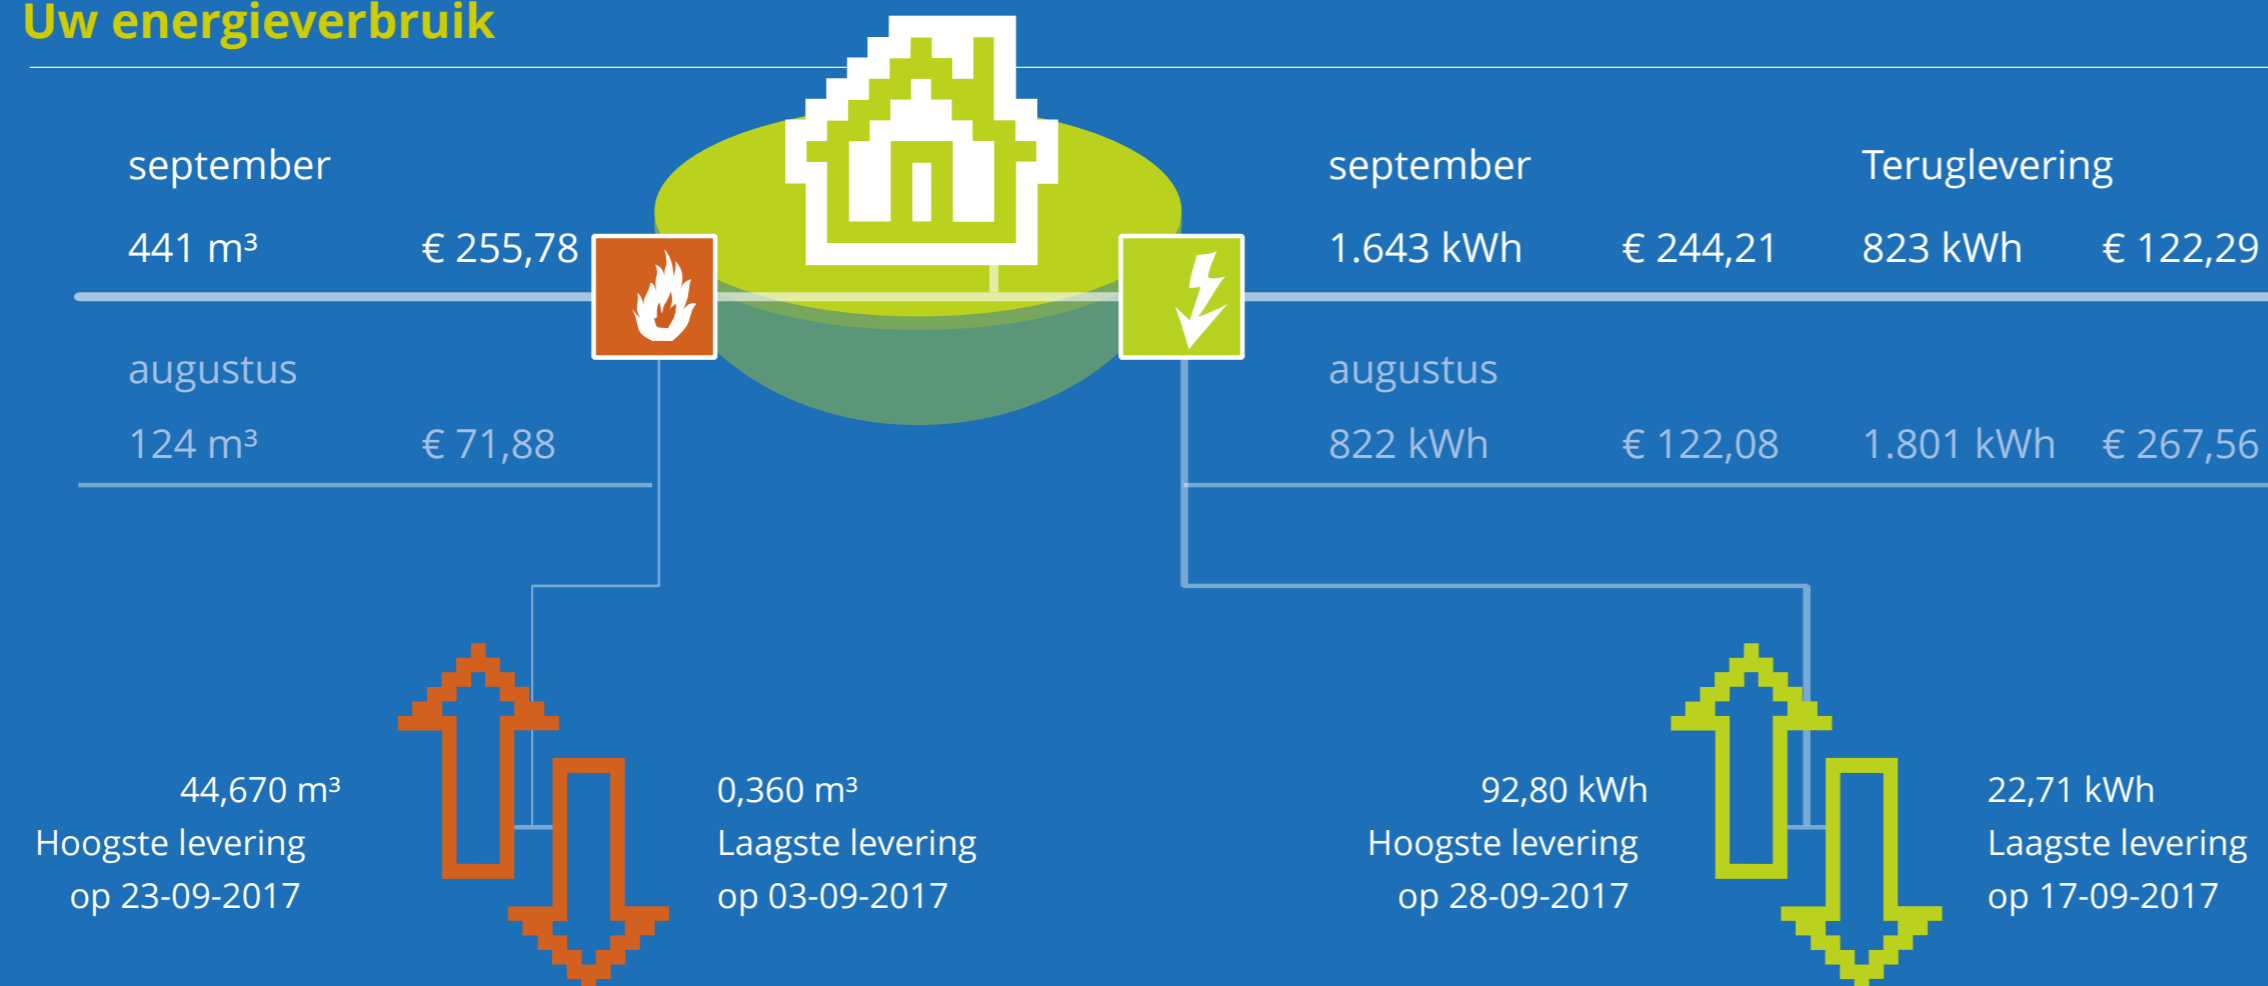 Uw energieverbruik
september
441 m³ € 255,78
augustus
124 m³ € 71,88
september Teruglevering
1.643 kWh € 244,21 823 kWh € 122,29
augustus
822 kWh € 122,08 1.801 kWh € 267,56
44,670 m³
Hoogste levering
op 23-09-2017
0,360 m³
Laagste levering
op 03-09-2017
92,80 kWh
Hoogste levering
op 28-09-2017
22,71 kWh
Laagste levering
op 17-09-2017